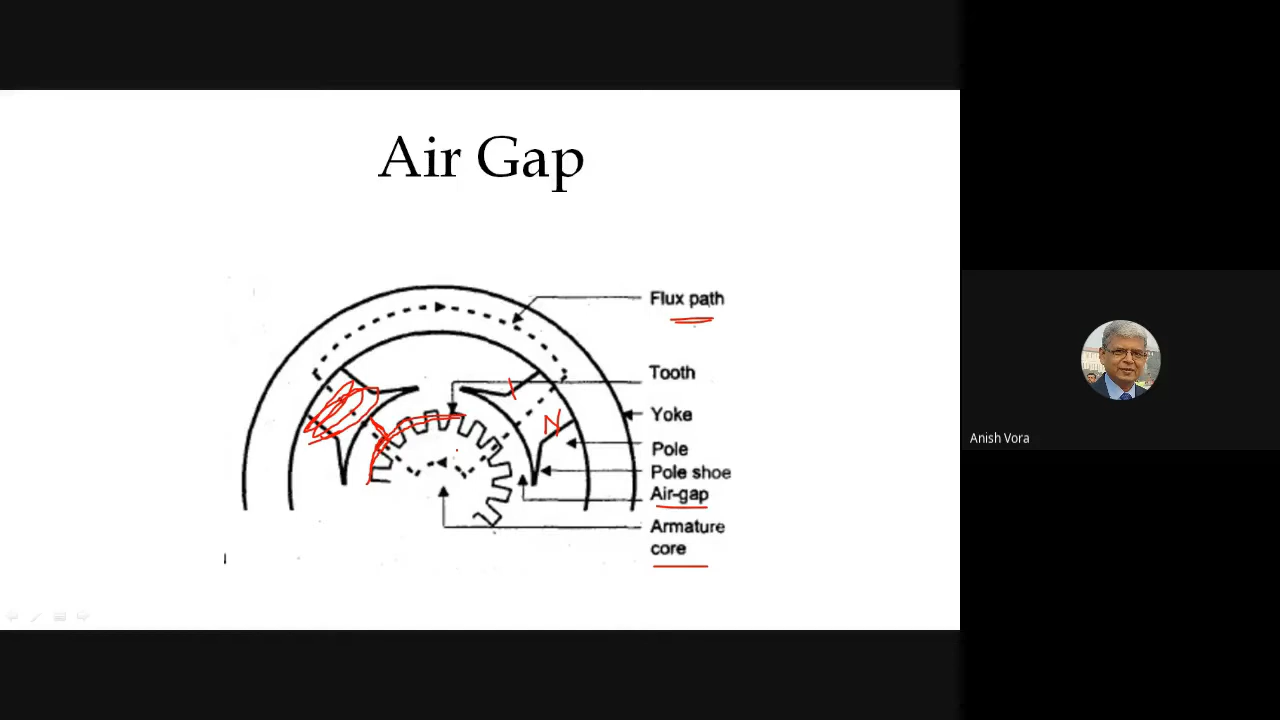 Air Gap
Flux path
Tooth
Yoke
N
Pole
Pole shoe
Air-gap
Armature
core
Anish Vora